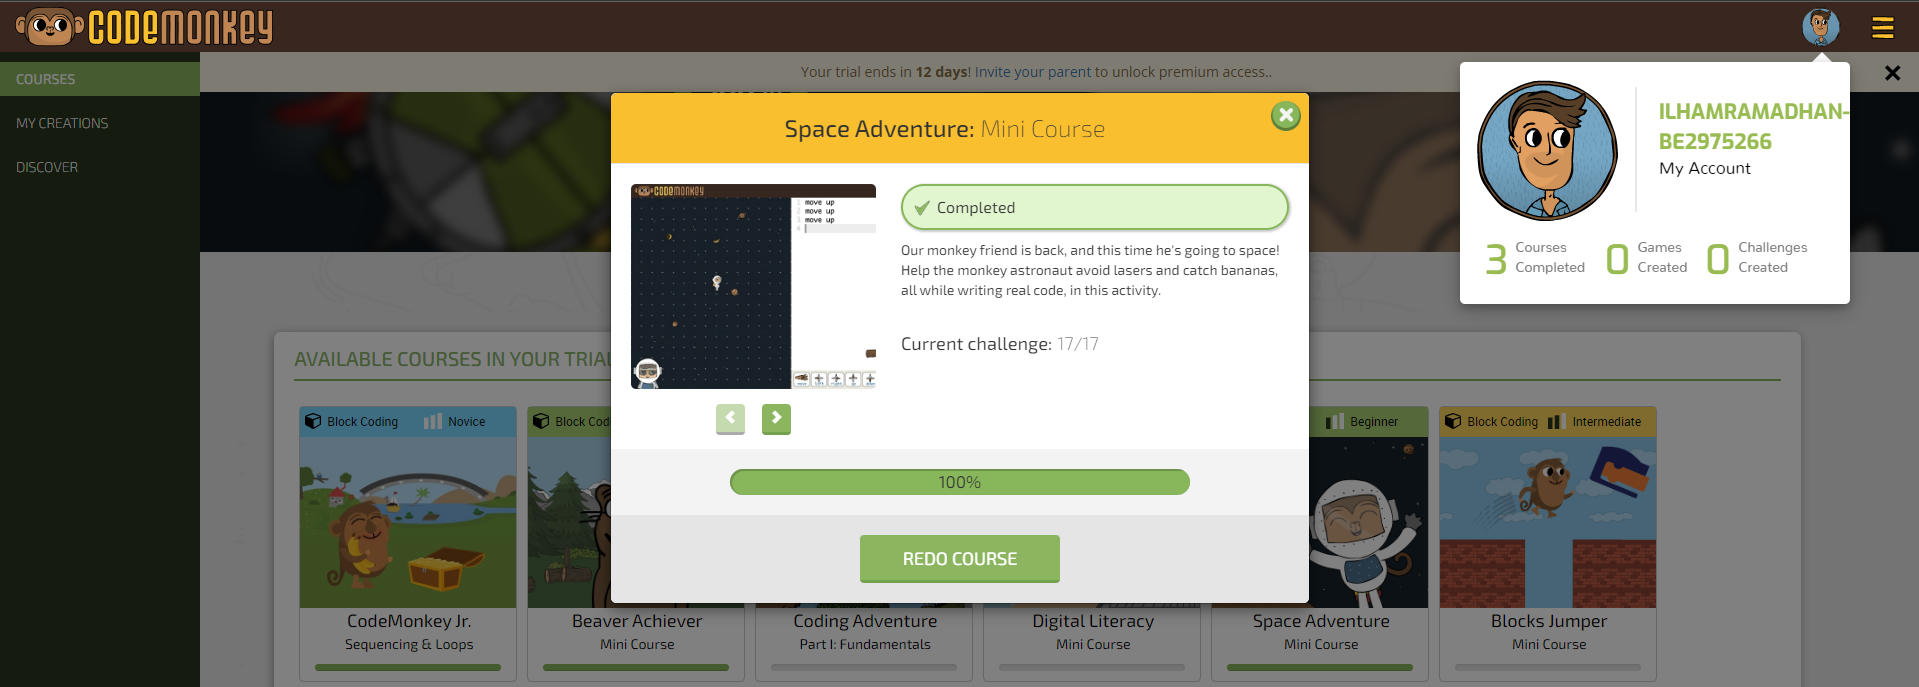 CODEMONKEY
COURSES
MY CREATIONS
DISCOVER
Your trial ends in 12 days! Invite your parent to unlock premium access..
ILHAMRAMADHAN-
BE2975266
My Account
3 Courses Completed
0 Games Created
0 Challenges Created
Space Adventure: Mini Course
CODEMONKEY
move up
move up
move up
Completed
Our monkey friend is back, and this time he's going to space!
Help the monkey astronaut avoid lasers and catch bananas,
all while writing real code, in this activity.
Current challenge: 17/17
100%
REDO COURSE
AVAILABLE COURSES IN YOUR TRIAL
Block Coding Novice
Block Cod
Beginner
Block Coding Intermediate
CodeMonkey Jr.
Sequencing & Loops
Beaver Achiever
Mini Course
Coding Adventure
Part I: Fundamentals
Digital Literacy
Mini Course
Space Adventure
Mini Course
Blocks Jumper
Mini Course